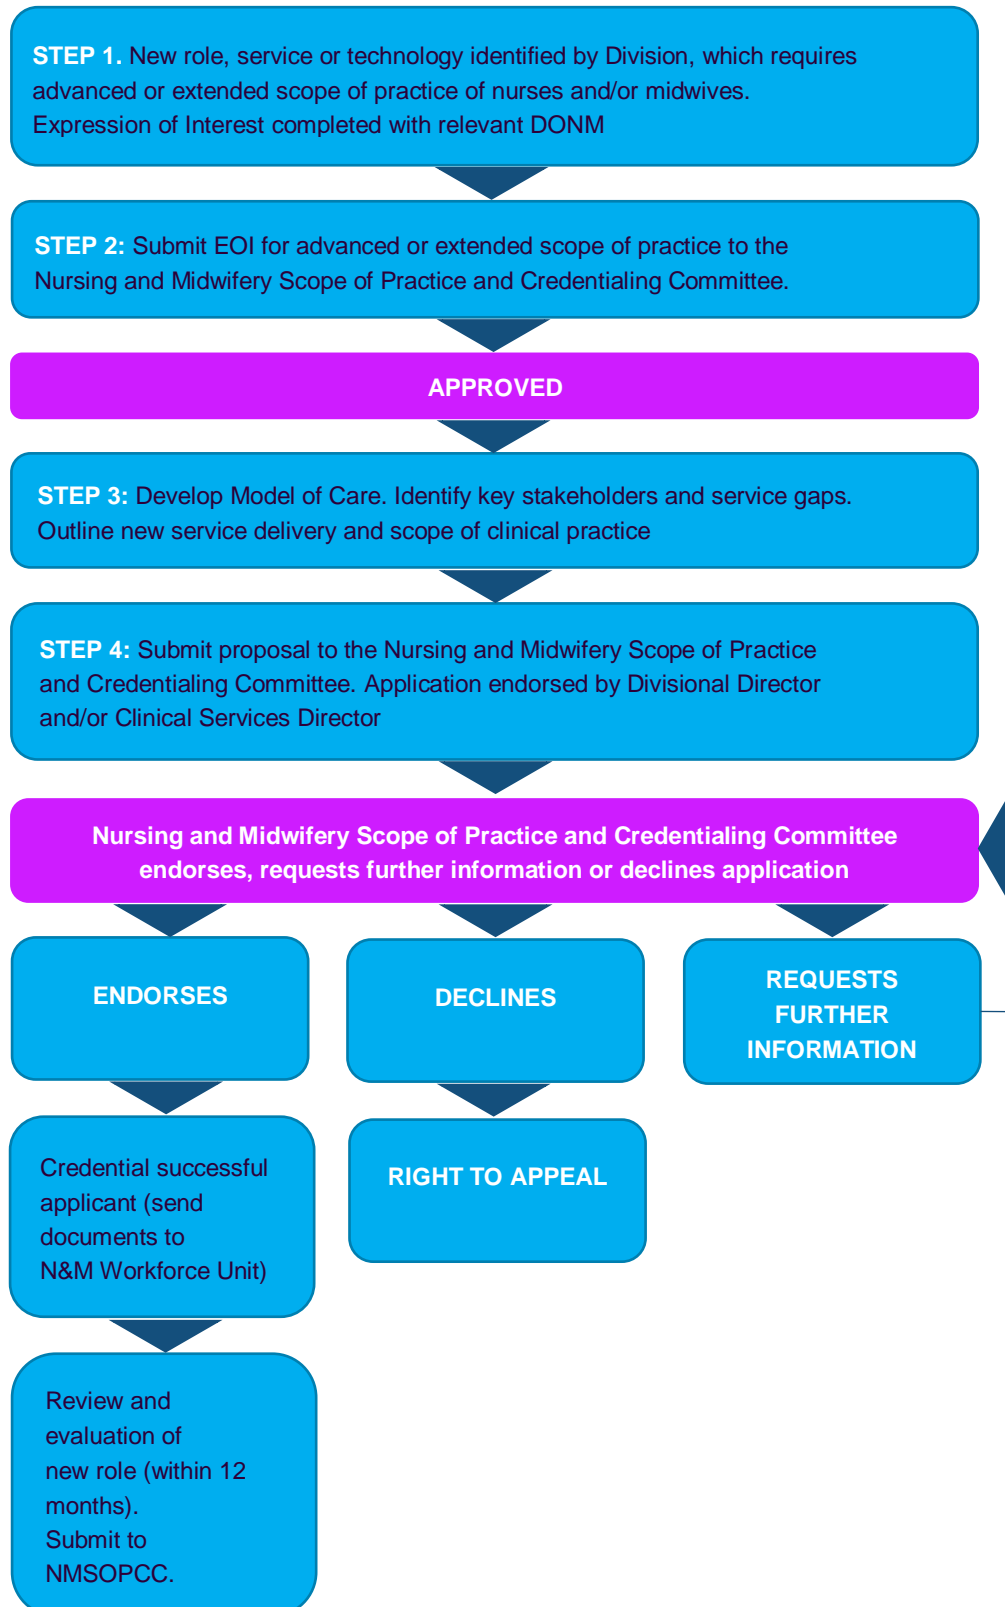 STEP 1. New role, service or technology identified by Division, which requires
advanced or extended scope of practice of nurses and/or midwives.
Expression of Interest completed with relevant DONM
STEP 2: Submit EOI for advanced or extended scope of practice to the
Nursing and Midwifery Scope of Practice and Credentialing Committee.
APPROVED
STEP 3: Develop Model of Care. Identify key stakeholders and service gaps.
Outline new service delivery and scope of clinical practice
STEP 4: Submit proposal to the Nursing and Midwifery Scope of Practice
and Credentialing Committee. Application endorsed by Divisional Director
and/or Clinical Services Director
Nursing and Midwifery Scope of Practice and Credentialing Committee
endorses, requests further information or declines application
ENDORSES
DECLINES
REQUESTS
FURTHER
INFORMATION
Credential successful
applicant (send
documents to
N&M Workforce Unit)
RIGHT TO APPEAL
Review and
evaluation of
new role (within 12
months).
Submit to
NMSOPCC.